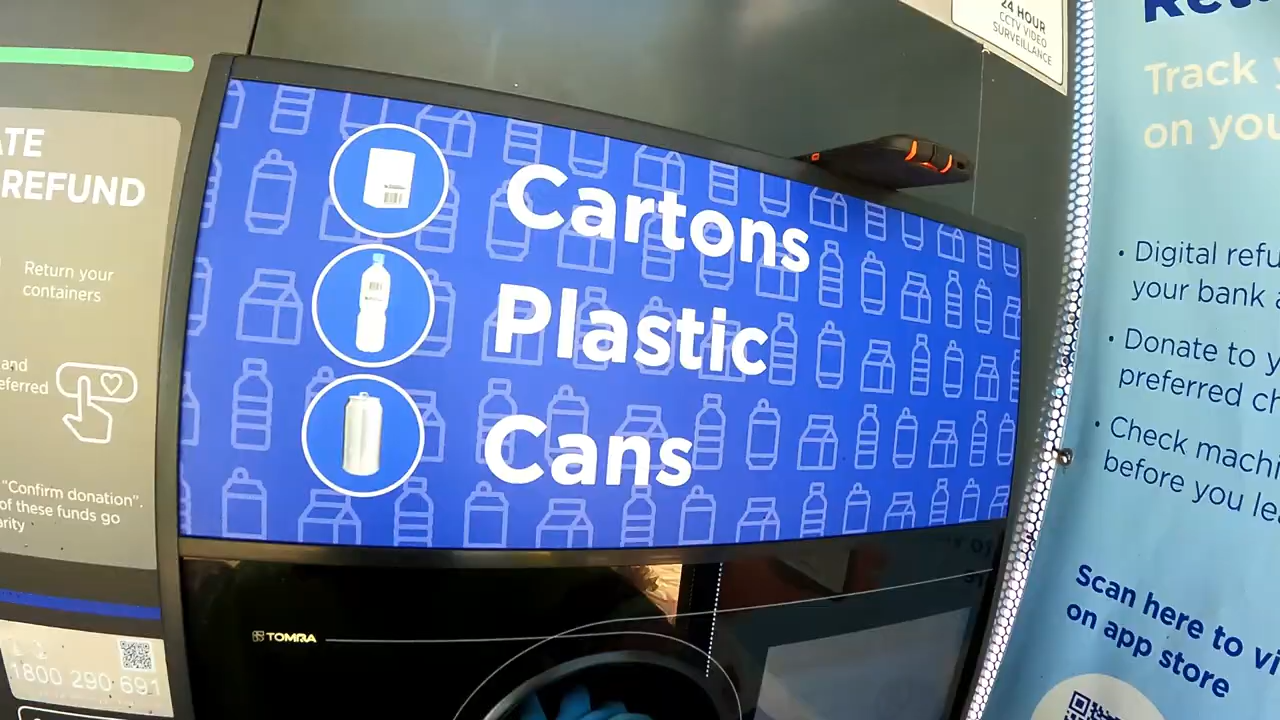 24 HOUR
CCTV VIDEO
SURVEILLANCE
Track
on you
ATE
REFUND
Return your
containers
and
eferred
"Confirm donation".
of these funds go
arity
1800 290 691
Cartons
Plastic
Cans
TOMRA
• Digital refu
your bank
• Donate to y
preferred ch
• Check machi
before you le
Scan here to vi
on app store